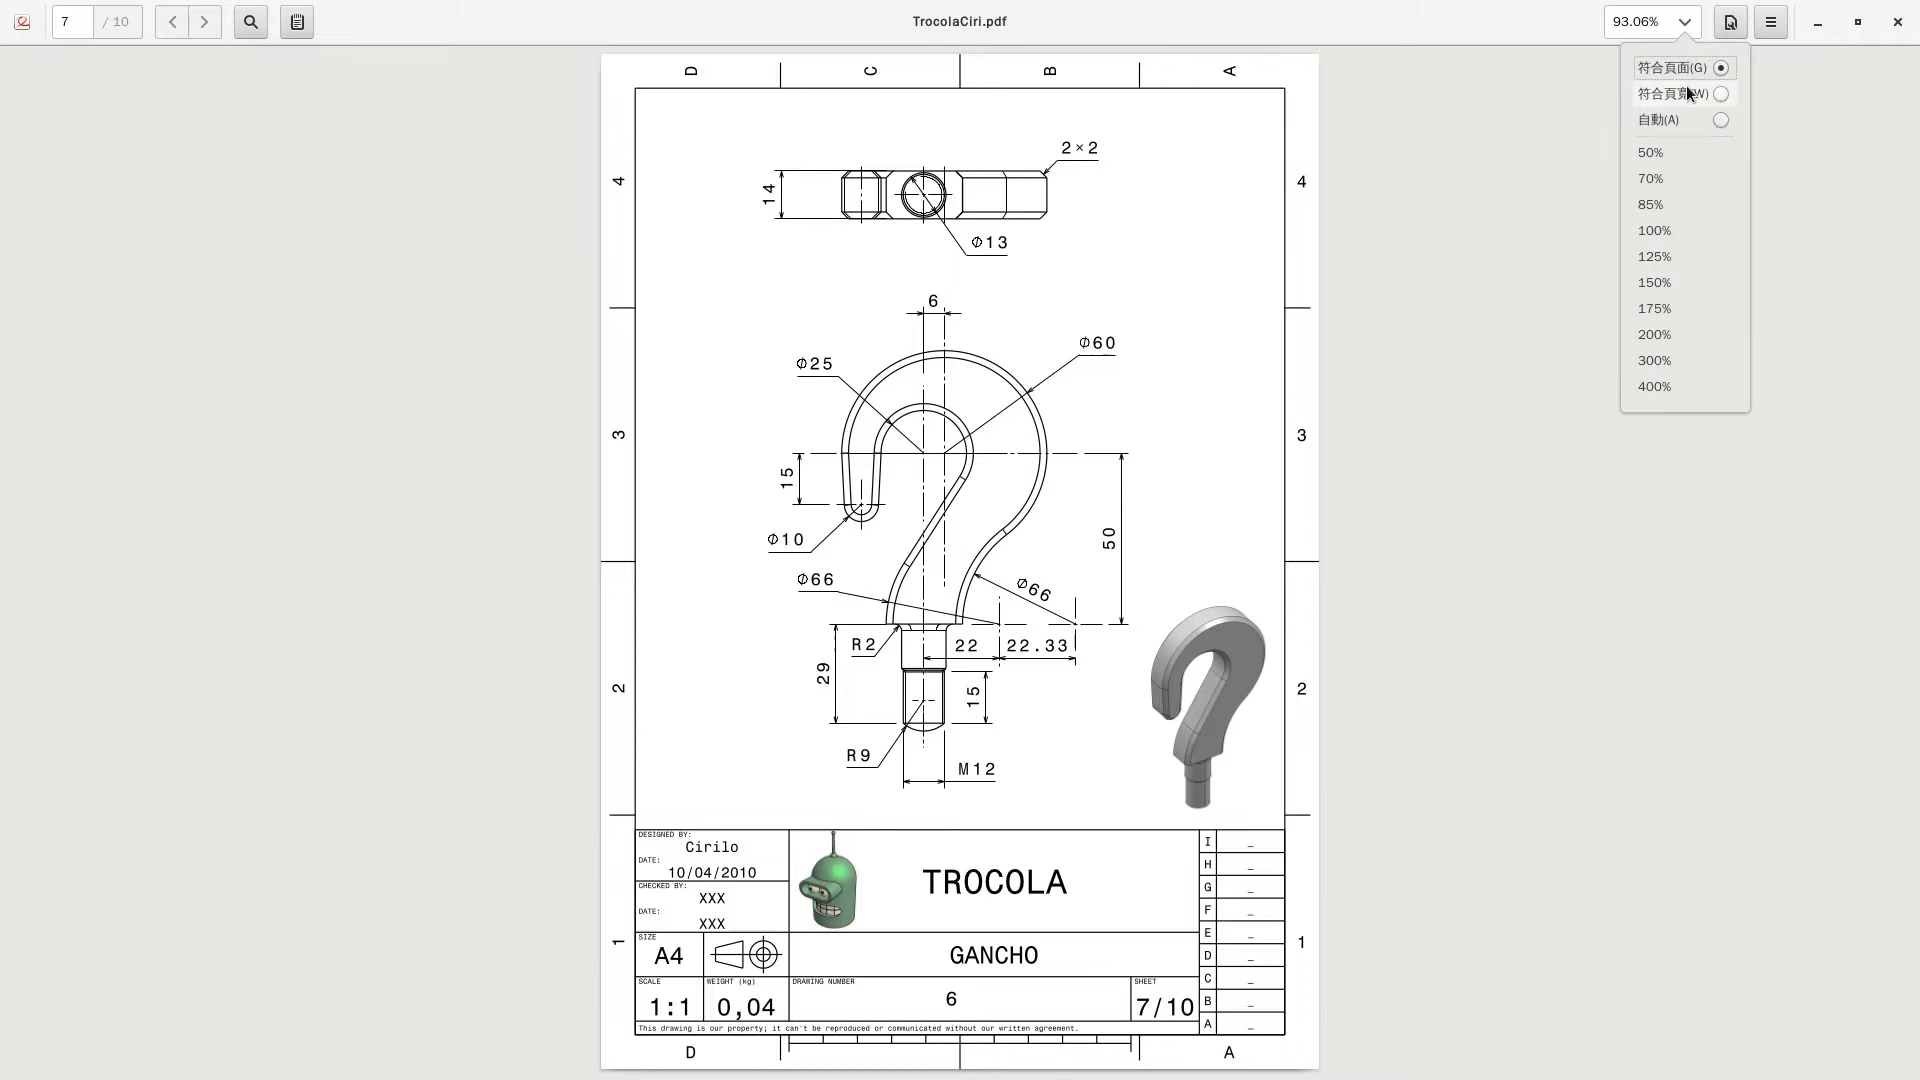 7
/ 10
TrocolaCiri.pdf
93.06%
符合頁面(G)
符合頁寬(W)
自動(A)
50%
70%
85%
100%
125%
150%
175%
200%
300%
400%
D
C
B
A
4
4
2×2
14
Φ13
6
Φ60
Φ25
3
3
15
50
Φ10
Φ66
Φ66
R2
22
22.33
29
15
2
2
R9
M12
DESIGNED BY:
Cirilo
DATE:
10/04/2010
CHECKED BY:
XXX
DATE:
XXX
TROCOLA
SIZE
A4
GANCHO
SCALE
1:1
WEIGHT (kg)
0,04
DRAWING NUMBER
6
SHEET
7/10
I _
H _
G _
F _
E _
D _
C _
B _
A _
1
1
This drawing is our property; it can't be reproduced or communicated without our written agreement.
D
A